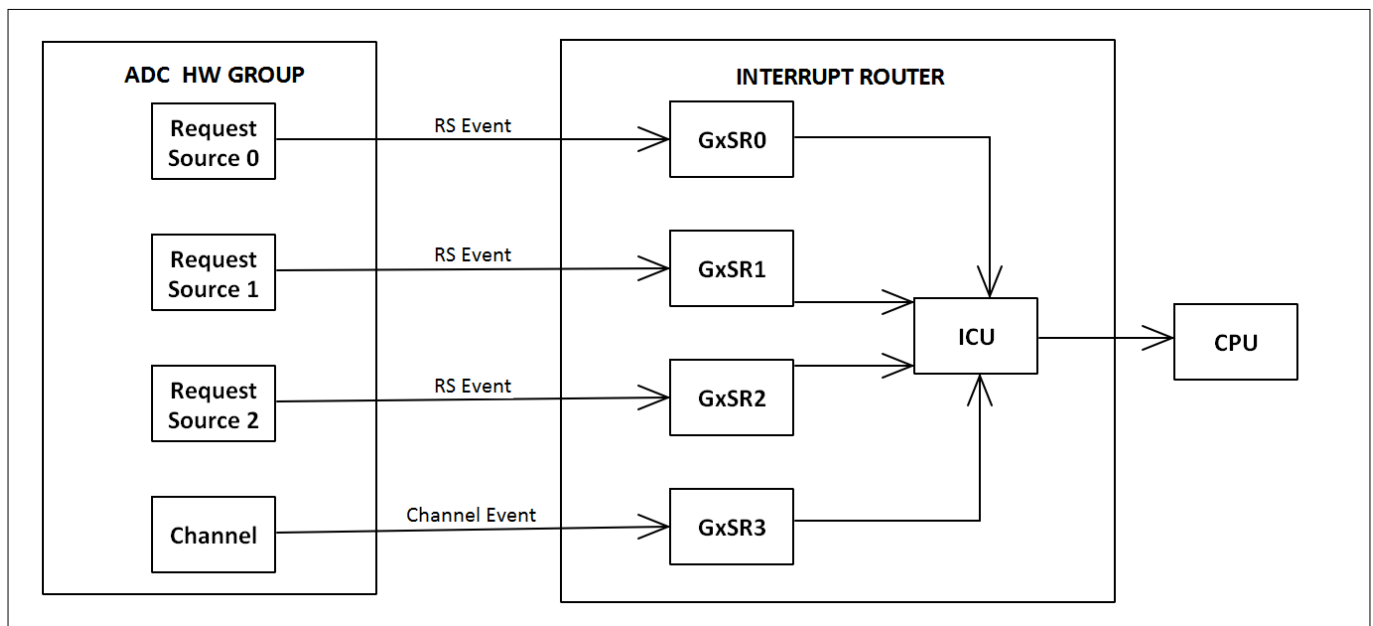 ADC HW GROUP
INTERRUPT ROUTER
Request
Source 0
RS Event
GxSR0
Request
Source 1
RS Event
GxSR1
ICU
CPU
Request
Source 2
RS Event
GxSR2
Channel
Channel Event
GxSR3